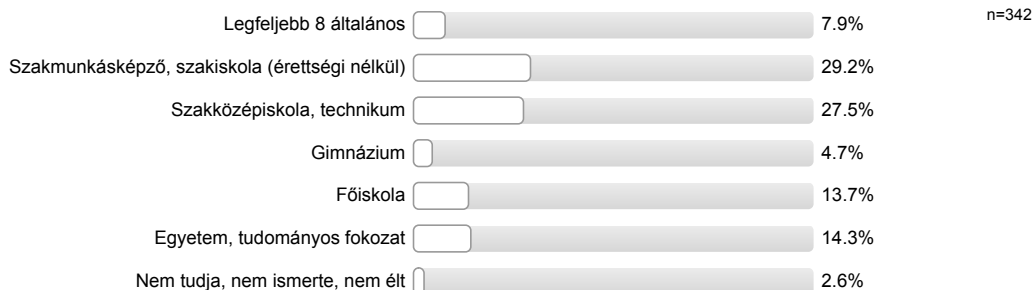 Legfeljebb 8 általános 7.9% n=342
Szakmunkásképző, szakiskola (érettségi nélkül) 29.2%
Szakközépiskola, technikum 27.5%
Gimnázium 4.7%
Főiskola 13.7%
Egyetem, tudományos fokozat 14.3%
Nem tudja, nem ismerte, nem élt 2.6%